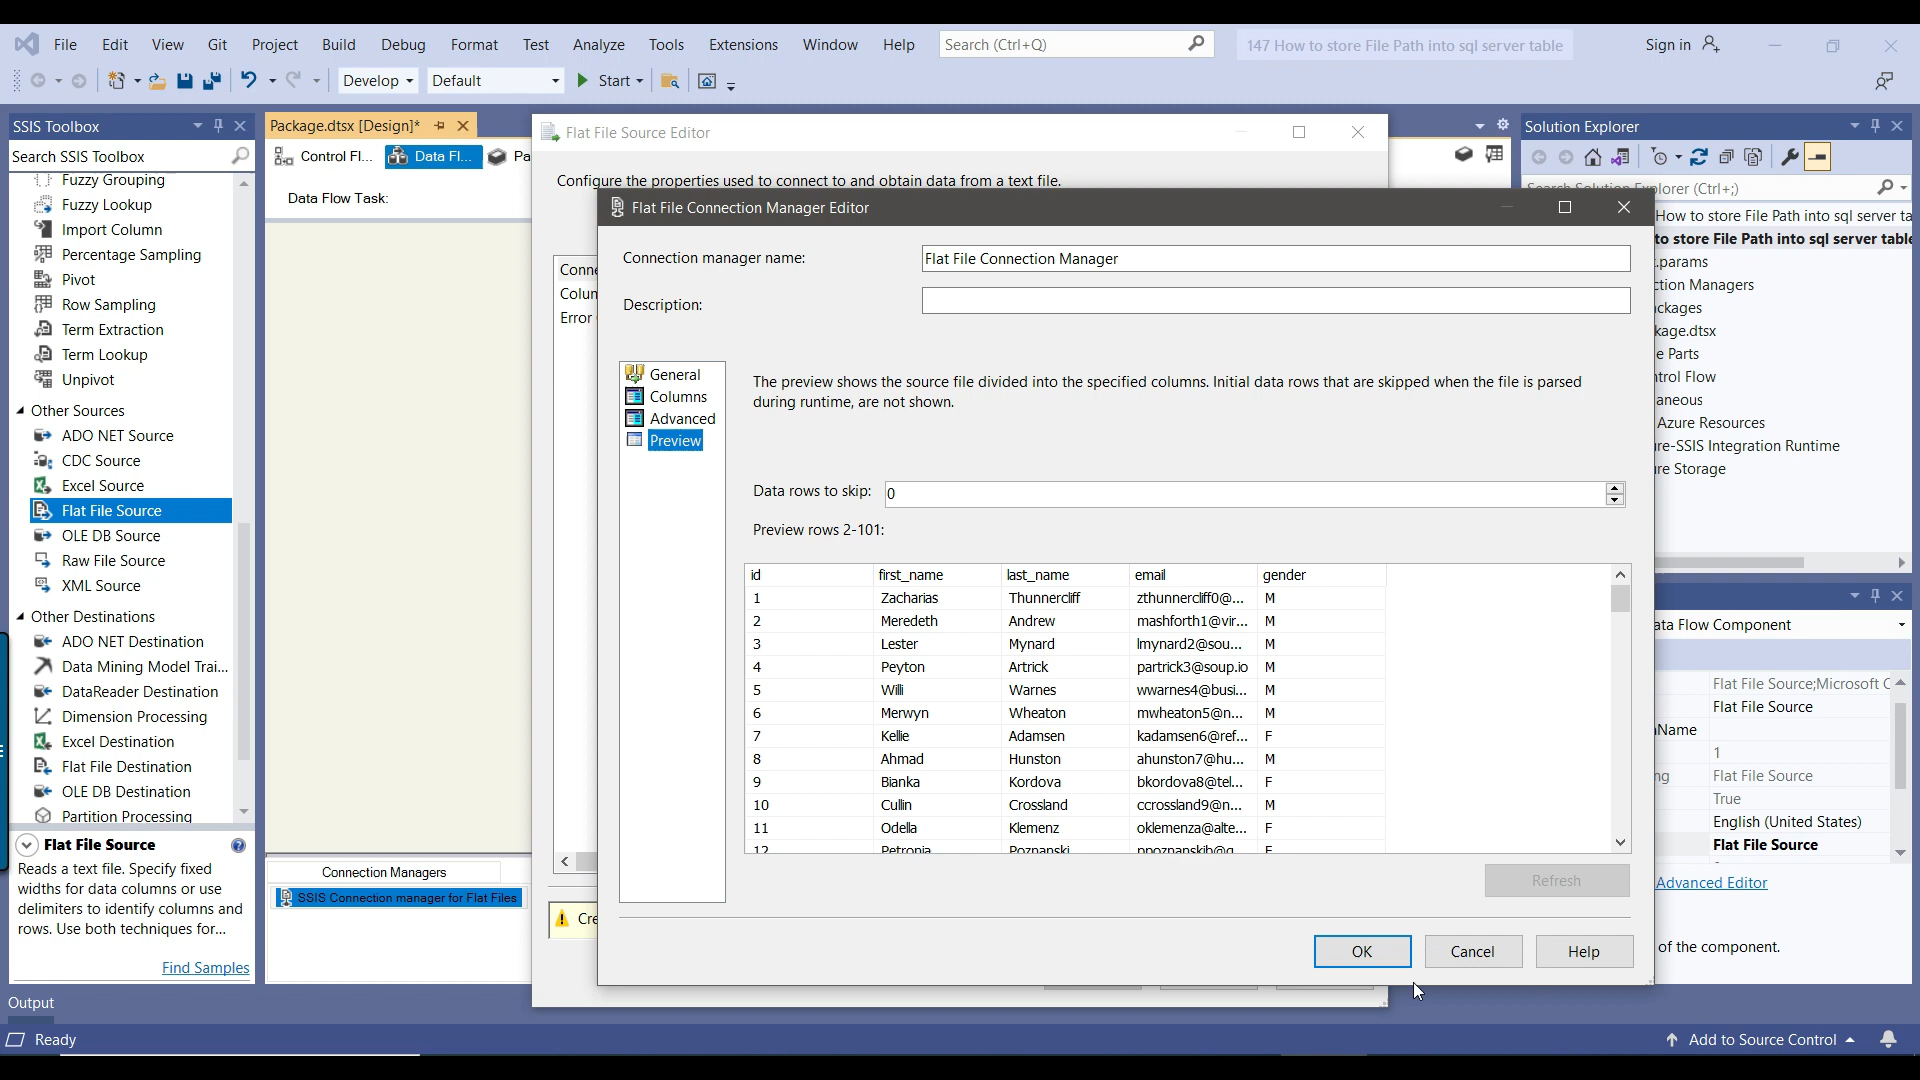 File Edit View Git Project Build Debug Format Test Analyze Tools Extensions Window Help Search (Ctrl+Q) 147 How to store File Path into sql server table Sign in
Develop Default Start
SSIS Toolbox
Search SSIS Toolbox
Fuzzy Grouping
Fuzzy Lookup
Import Column
Percentage Sampling
Pivot
Row Sampling
Term Extraction
Term Lookup
Unpivot
Other Sources
ADO NET Source
CDC Source
Excel Source
Flat File Source
OLE DB Source
Raw File Source
XML Source
Other Destinations
ADO NET Destination
Data Mining Model Trai...
DataReader Destination
Dimension Processing
Excel Destination
Flat File Destination
OLE DB Destination
Partition Processing
Flat File Source
Reads a text file. Specify fixed
widths for data columns or use
delimiters to identify columns and
rows. Use both techniques for...
Find Samples
Package.dtsx [Design]*
Control Fl... Data Fl... Pa
Data Flow Task:
Connection Managers
SSIS Connection manager for Flat Files
Flat File Source Editor
Configure the properties used to connect to and obtain data from a text file.
Conne
Colun
Error
Cre
Flat File Connection Manager Editor
Connection manager name: Flat File Connection Manager
Description:
General
Columns
Advanced
Preview
The preview shows the source file divided into the specified columns. Initial data rows that are skipped when the file is parsed
during runtime, are not shown.
Data rows to skip: 0
Preview rows 2-101:
id first_name last_name email gender
1 Zacharias Thunnercliff zthunnercliff0@... M
2 Meredeth Andrew mashforth1@vir... M
3 Lester Mynard lmynard2@sou... M
4 Peyton Artrick partrick3@soup.io M
5 Willi Warnes wwarnes4@busi... M
6 Merwyn Wheaton mwheaton5@n... M
7 Kellie Adamsen kadamsen6@ref... F
8 Ahmad Hunston ahunston7@hu... M
9 Bianka Kordova bkordova8@tel... F
10 Cullin Crossland ccrossland9@n... M
11 Odella Klemenz oklemenza@alte... F
12 Petronia Poznanski ppoznanskib@g... F
Refresh
OK Cancel Help
Solution Explorer
Search Solution Explorer (Ctrl+;)
How to store File Path into sql server ta
to store File Path into sql server table
.params
ction Managers
ckages
kage.dtsx
e Parts
ntrol Flow
aneous
Azure Resources
re-SSIS Integration Runtime
re Storage
ata Flow Component
Flat File Source;Microsoft C
Flat File Source
Name
1
ng Flat File Source
True
English (United States)
Flat File Source
Advanced Editor
of the component.
Output
Ready Add to Source Control